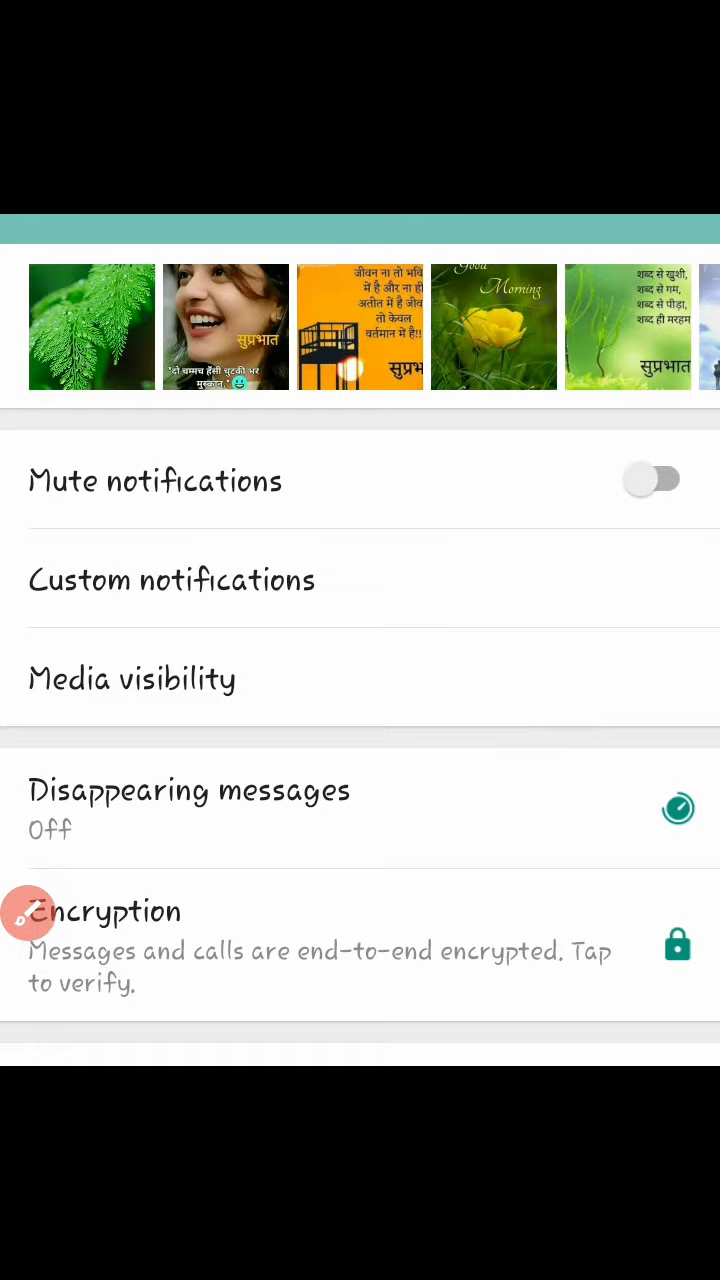 सुप्रभात
"दो चम्मच हँसी चुटकी भर
मुस्कान,"
जीवन ना तो भवि
में है और ना ही
अतीत में है जीव
तो केवल
वर्तमान में है!!
सुप्रभ
Good
Morning
शब्द से खुशी,
शब्द से गम,
शब्द से पीड़ा,
शब्द ही मरहम
सुप्रभात
Mute notifications
Custom notifications
Media visibility
Disappearing messages
Off
Encryption
Messages and calls are end-to-end encrypted. Tap
to verify.